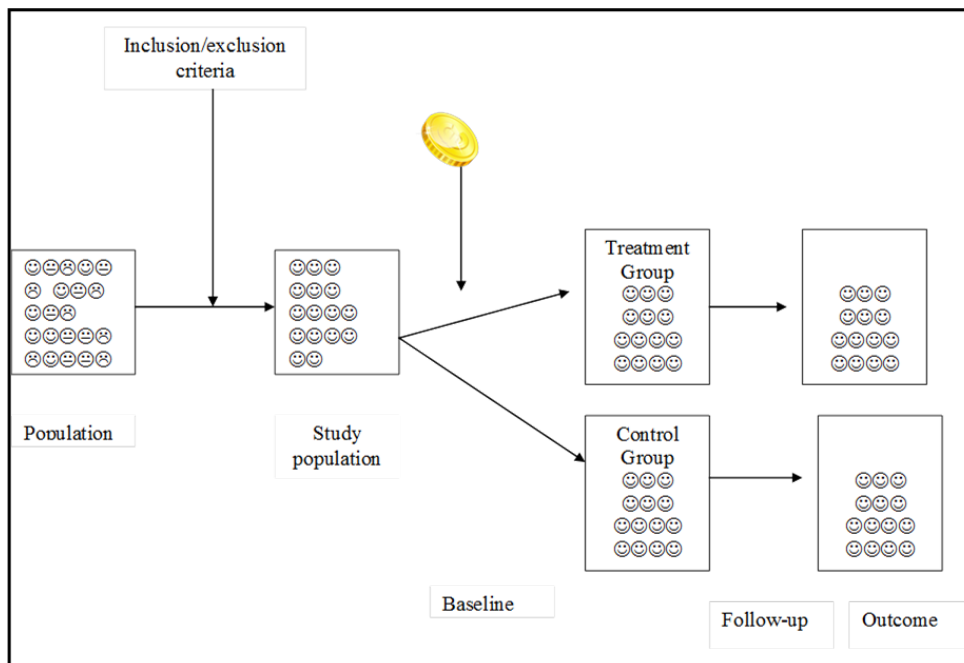 Inclusion/exclusion
criteria
Treatment
Group
Population
Study
population
Control
Group
Baseline
Follow-up
Outcome